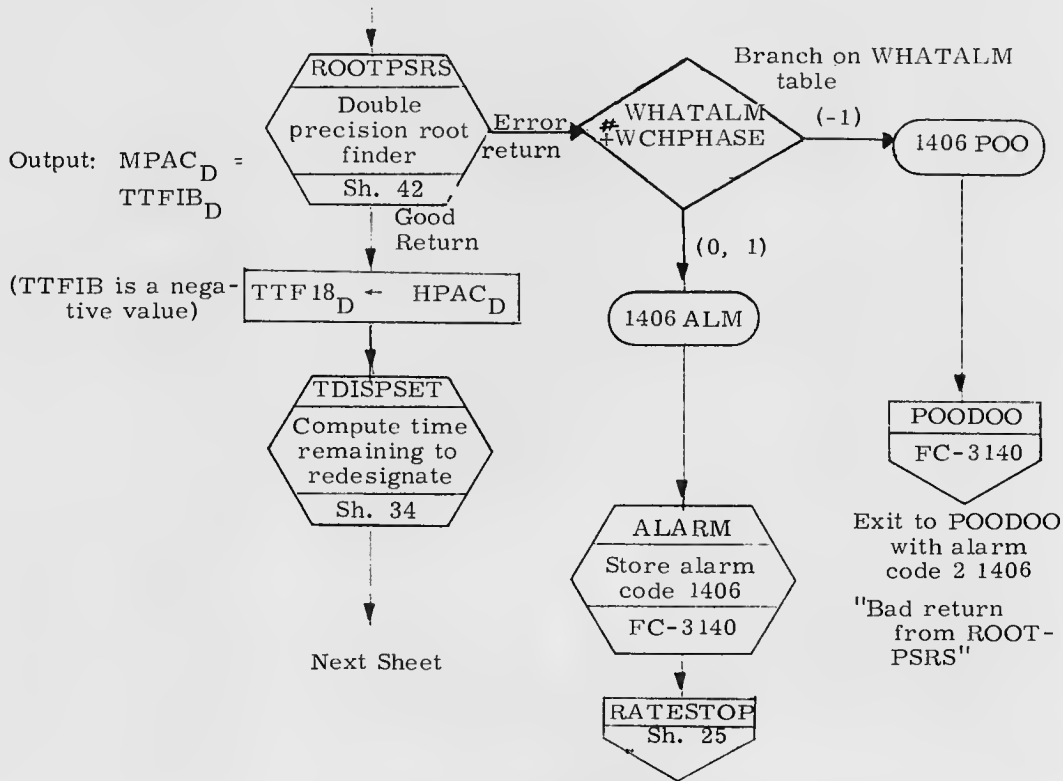 ROOTPSRS
Double
precision root
finder
Sh. 42
Output: MPAC_D =
TTFIB_D
Error
return
Good
Return
# WHATALM
+WCHPHASE
Branch on WHATALM
table
(-1)
1406 POO
(0, 1)
1406 ALM
(TTFIB is a nega-
tive value)
TTF18_D ← HPAC_D
TDISPSET
Compute time
remaining to
redesignate
Sh. 34
Next Sheet
ALARM
Store alarm
code 1406
FC-3140
RATESTOP
Sh. 25
POODOO
FC-3140
Exit to POODOO
with alarm
code 2 1406
"Bad return
from ROOT-
PSRS"